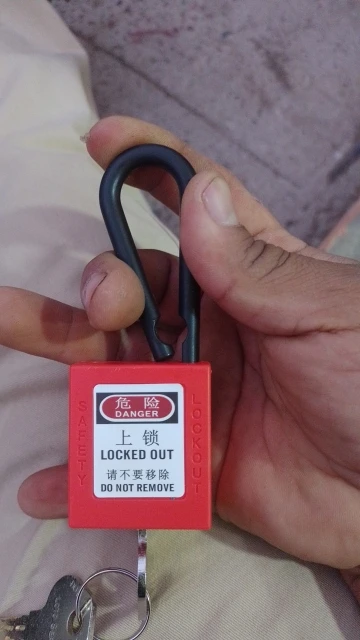 危险
DANGER
上锁
LOCKED OUT
请不要移除
DO NOT REMOVE
SAFETY
LOCKOUT